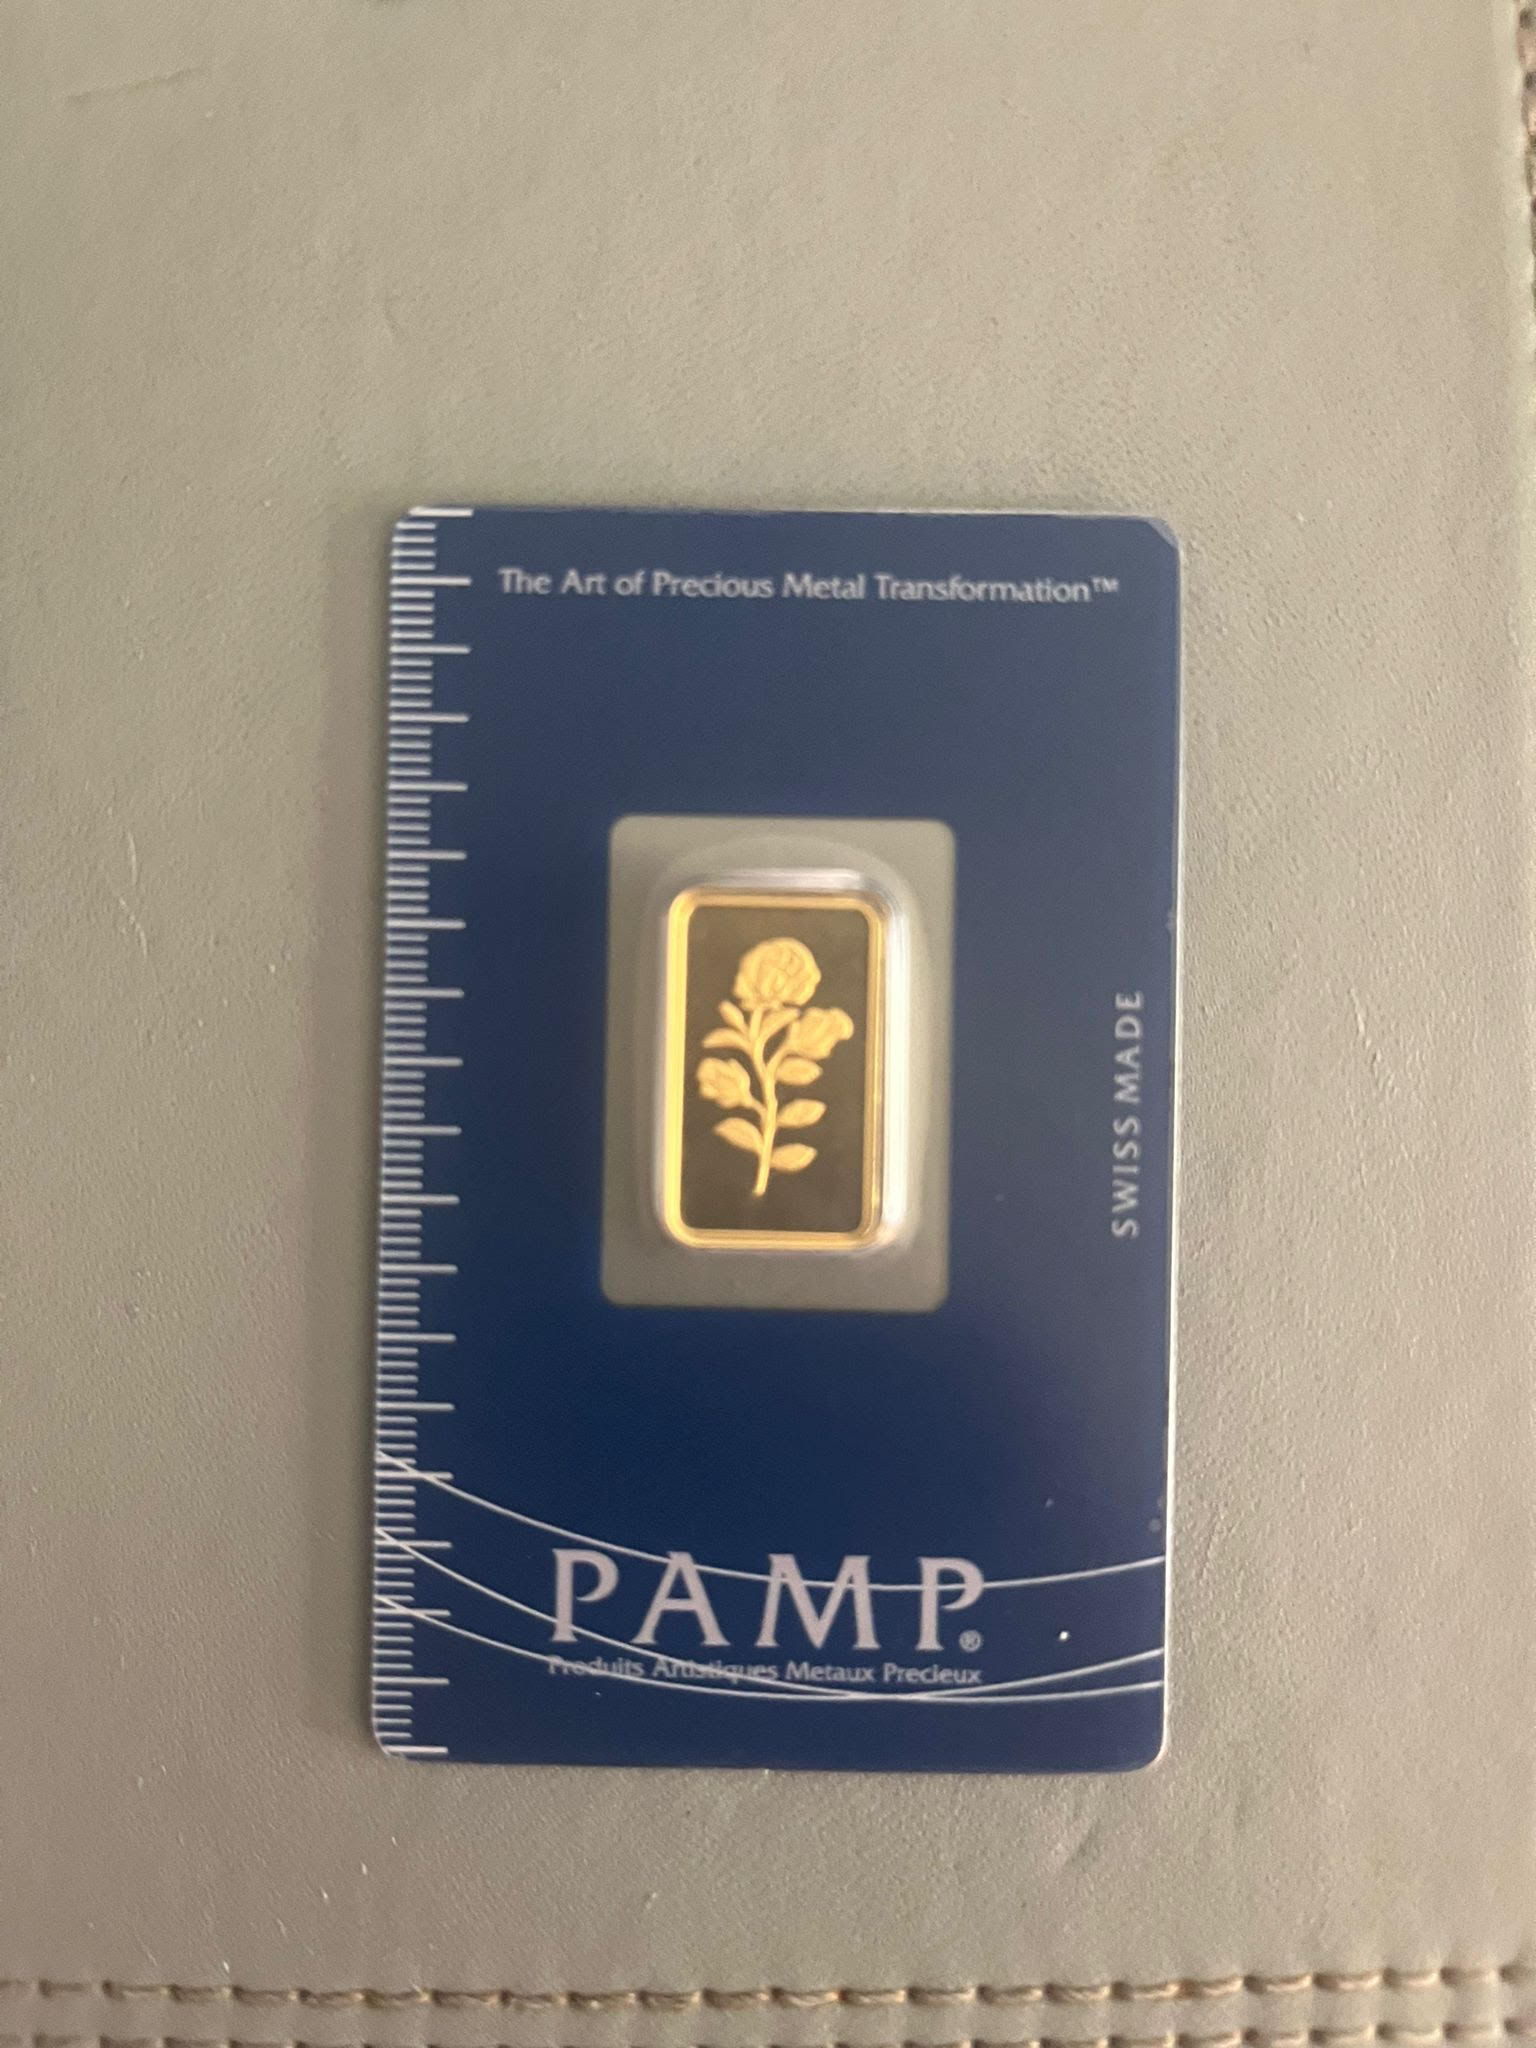 The Art of Precious Metal Transformation™
SWISS MADE
PAMP®
Produits Artistiques Metaux Precieux